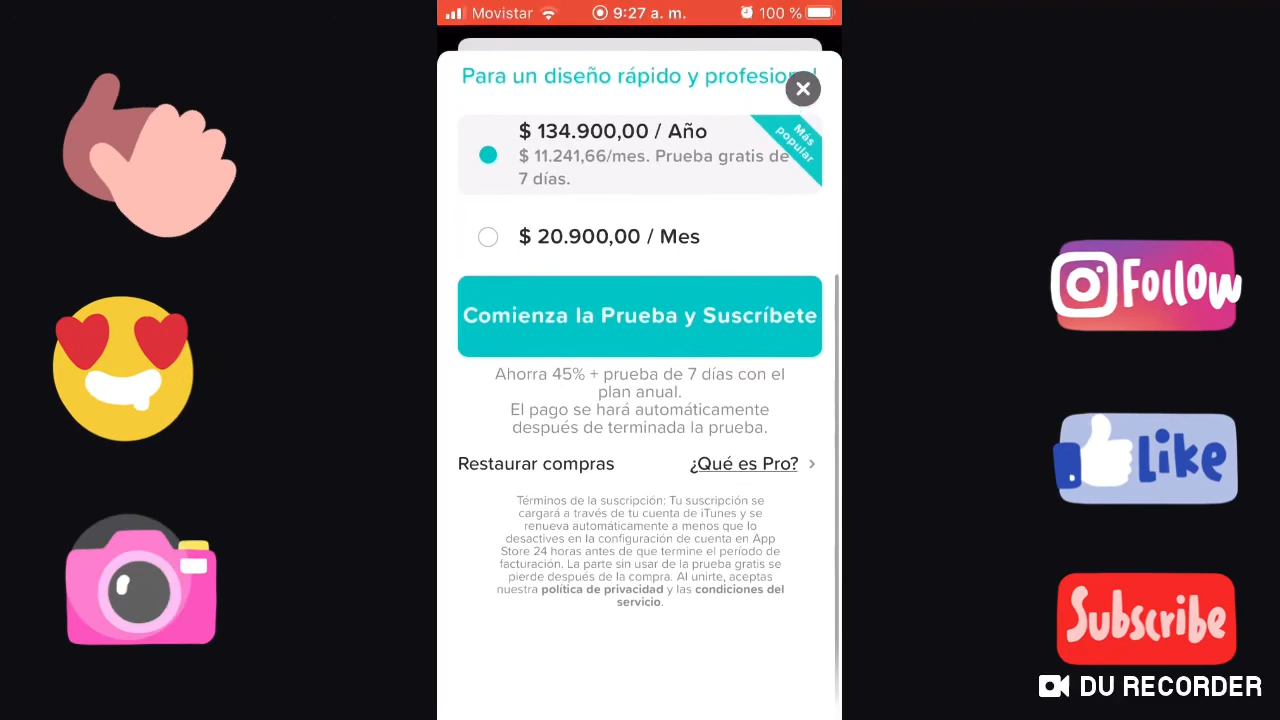 Movistar 9:27 a. m. 100 %
Para un diseño rápido y profesional
$ 134.900,00 / Año
$ 11.241,66/mes. Prueba gratis de
7 días.
Más
popular
$ 20.900,00 / Mes
Comienza la Prueba y Suscríbete
Ahorra 45% + prueba de 7 días con el
plan anual.
El pago se hará automáticamente
después de terminada la prueba.
Restaurar compras
¿Qué es Pro?
Términos de la suscripción: Tu suscripción se
cargará a través de tu cuenta de iTunes y se
renueva automáticamente a menos que lo
desactives en la configuración de cuenta en App
Store 24 horas antes de que termine el período de
facturación. La parte sin usar de la prueba gratis se
pierde después de la compra. Al unirte, aceptas
nuestra política de privacidad y las condiciones del
servicio.
Follow
Like
Subscribe
DU RECORDER